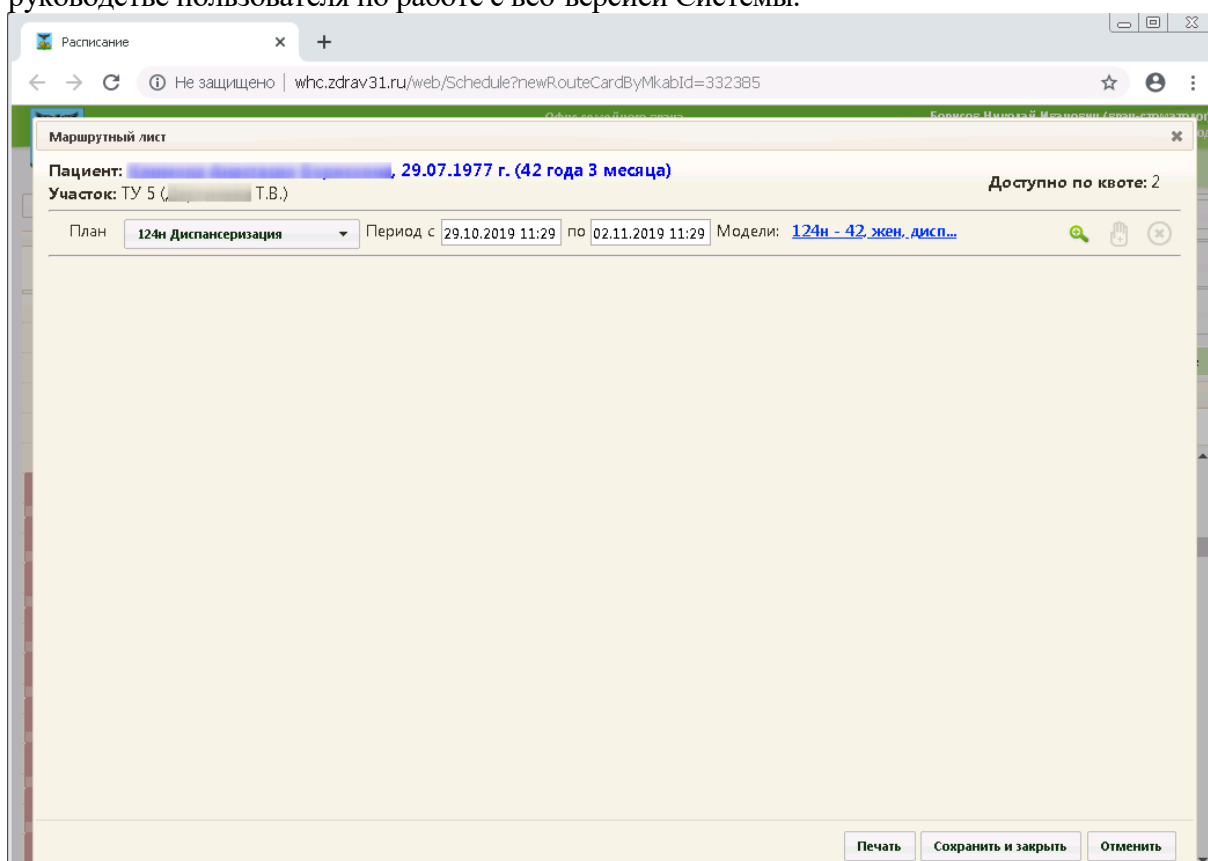 руководстве пользователя по работе с веб-версией Системы.
Расписание
Не защищено | whc.zdrav31.ru/web/Schedule?newRouteCardByMkabId=332385
Маршрутный лист
Пациент: , 29.07.1977 г. (42 года 3 месяца)
Доступно по квоте: 2
Участок: ТУ 5 ( Т.В.)
План 124н Диспансеризация Период с 29.10.2019 11:29 по 02.11.2019 11:29 Модели: 124н - 42, жен, дисп...
Печать Сохранить и закрыть Отменить